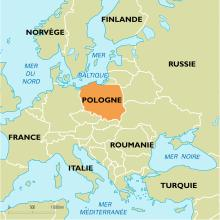 FINLANDE
NORVÈGE
MER
BALTIQUE
RUSSIE
MER
DU
NORD
POLOGNE
FRANCE
ROUMANIE
MER NOIRE
ITALIE
TURQUIE
MER
MÉDITERRANÉE